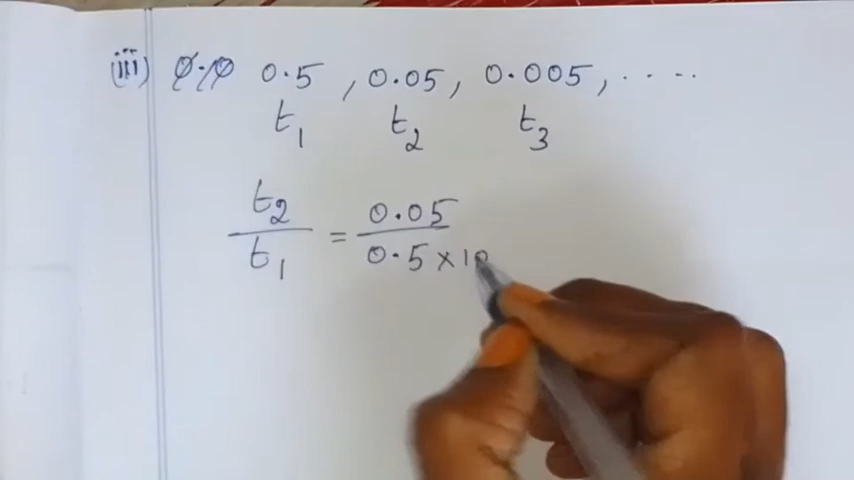 (iii) 0.5 , 0.05 , 0.005 , .....
t1 t2 t3
t2/t1 = 0.05/0.5×10